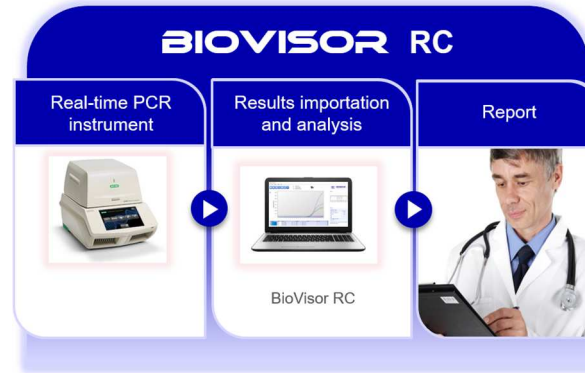 BIOVISOR RC
Real-time PCR
instrument
Results importation
and analysis
Report
BioVisor RC